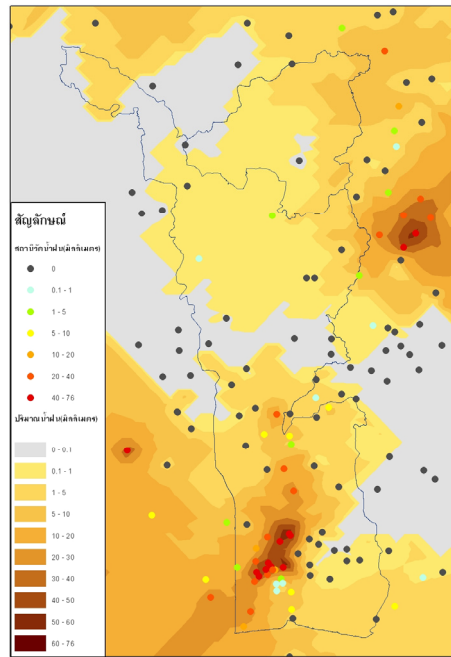 สัญลักษณ์
สถานีวัดน้ำฝน(มิลลิเมตร)
0
0.1 - 1
1 - 5
5 - 10
10 - 20
20 - 40
40 - 76
ปริมาณน้ำฝน(มิลลิเมตร)
0 - 0.1
0.1 - 1
1 - 5
5 - 10
10 - 20
20 - 30
30 - 40
40 - 50
50 - 60
60 - 76